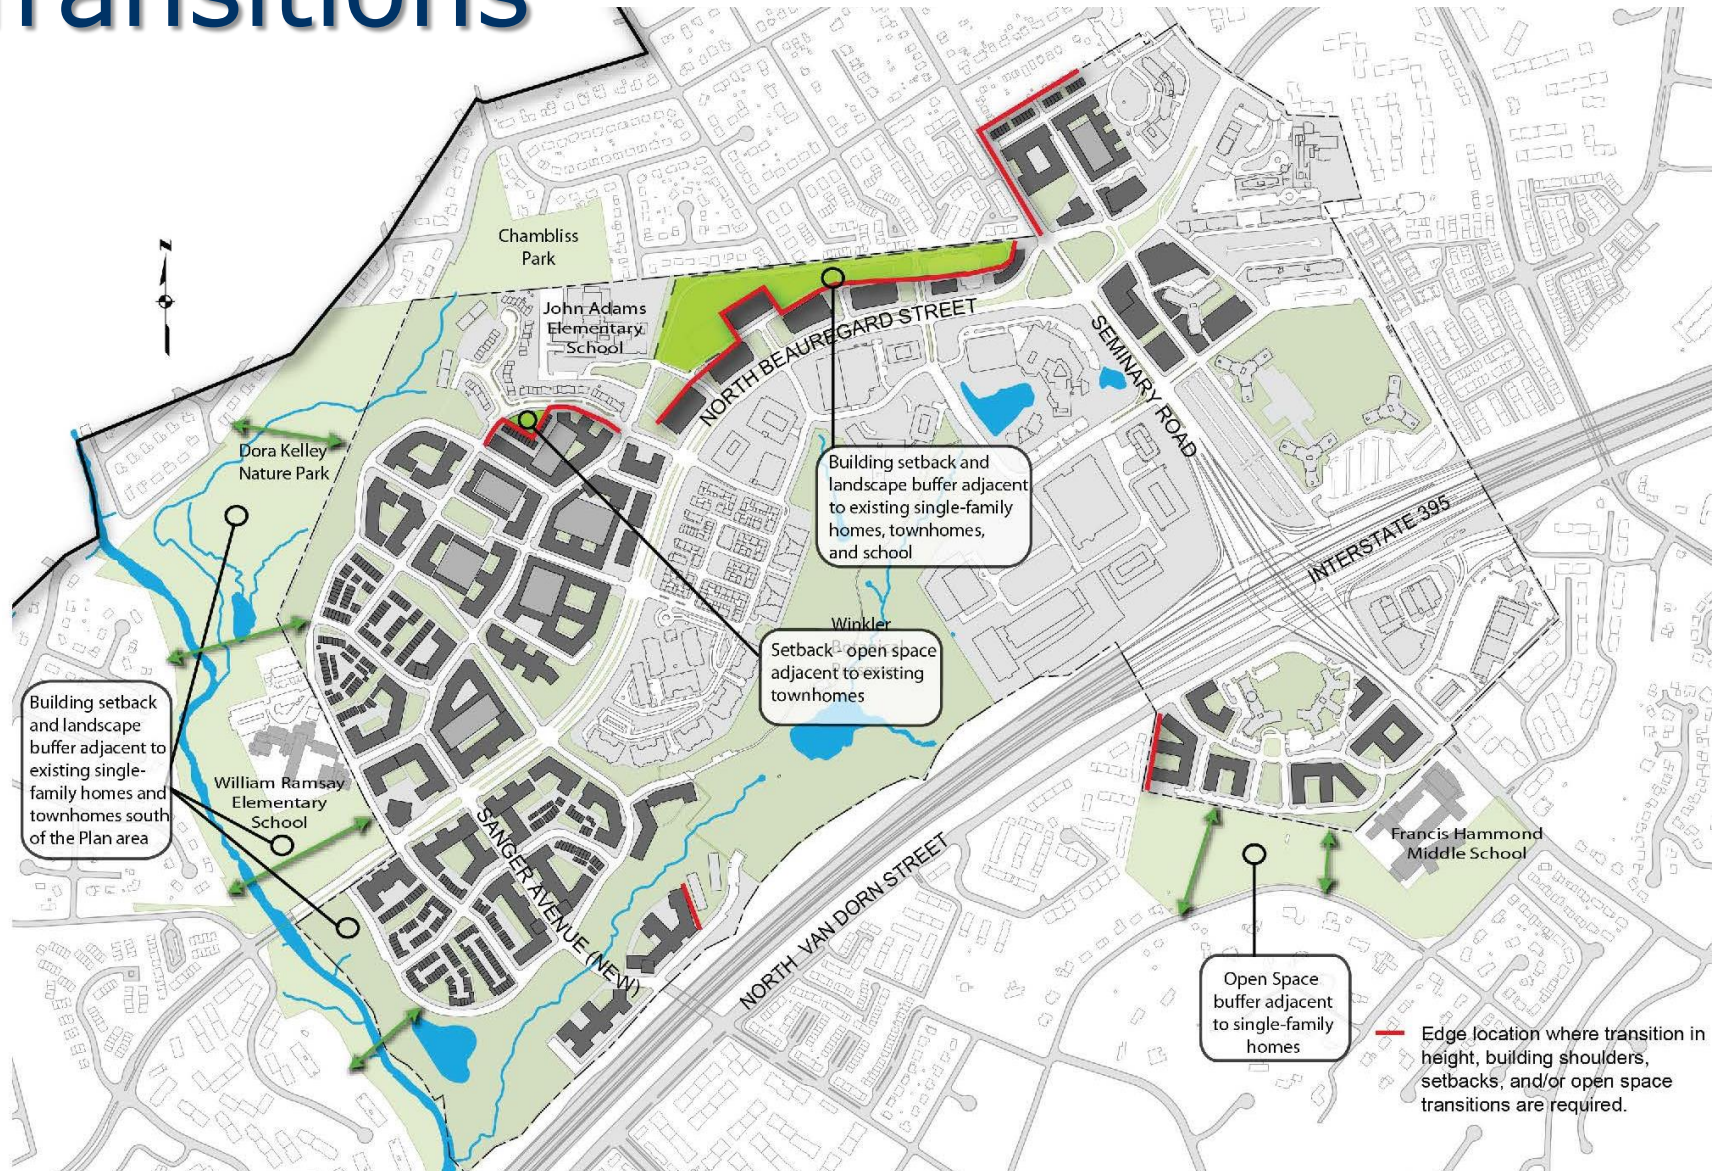 Transitions
Chambliss
Park
John Adams
Elementary
School
NORTH BEAUREGARD STREET
SEMINARY ROAD
Dora Kelley
Nature Park
Building setback and
landscape buffer adjacent
to existing single-family
homes, townhomes,
and school
INTERSTATE 395
Winkler
Setback - open space
adjacent to existing
townhomes
Building setback
and landscape
buffer adjacent to
existing single-
family homes and
townhomes south
of the Plan area
William Ramsay
Elementary
School
SANGER AVENUE (NEW)
NORTH VAN DORN STREET
Francis Hammond
Middle School
Open Space
buffer adjacent
to single-family
homes
Edge location where transition in
height, building shoulders,
setbacks, and/or open space
transitions are required.
N